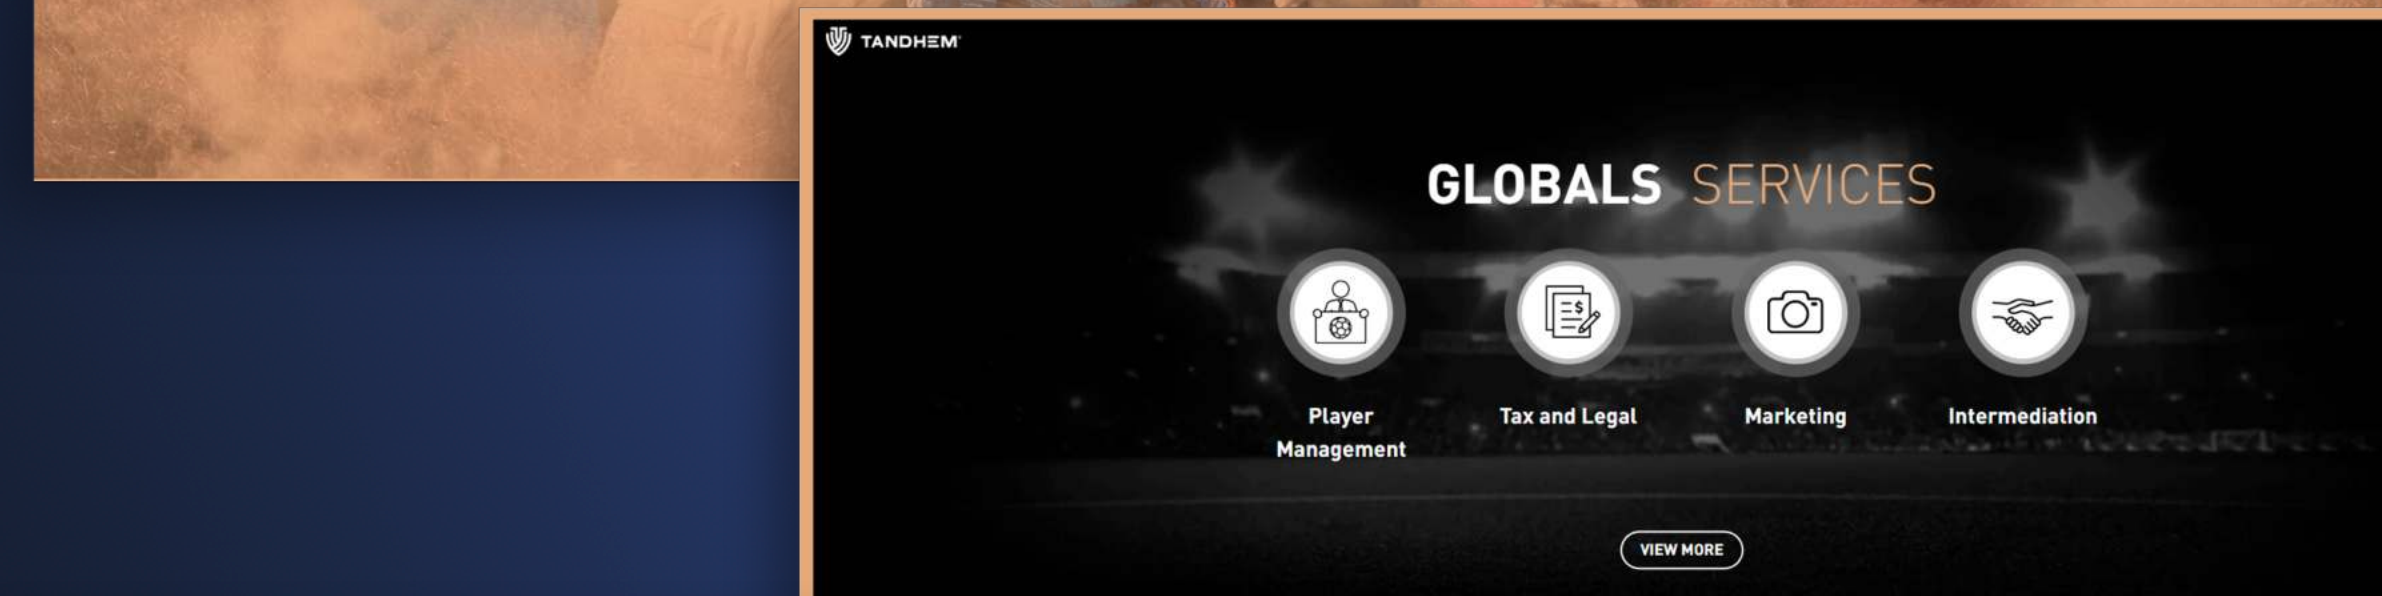 TANDHEM
GLOBALS SERVICES
Player
Management
Tax and Legal
Marketing
Intermediation
VIEW MORE